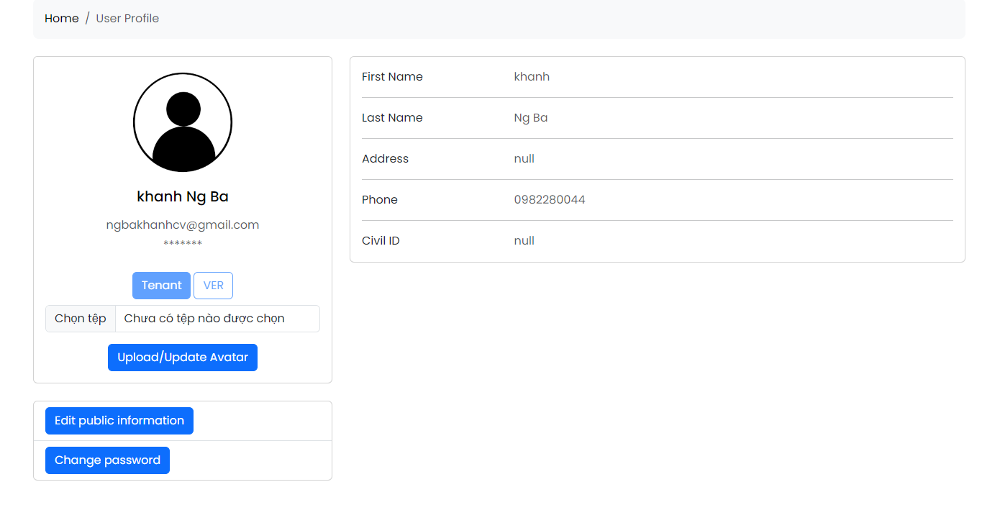 Home / User Profile
khanh Ng Ba
ngbakhanhcv@gmail.com
*******
Tenant VER
Chọn tệp Chưa có tệp nào được chọn
Upload/Update Avatar
Edit public information
Change password
First Name khanh
Last Name Ng Ba
Address null
Phone 0982280044
Civil ID null